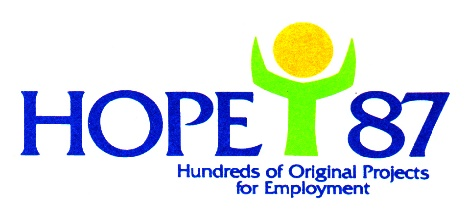 HOPE 87
Hundreds of Original Projects
for Employment